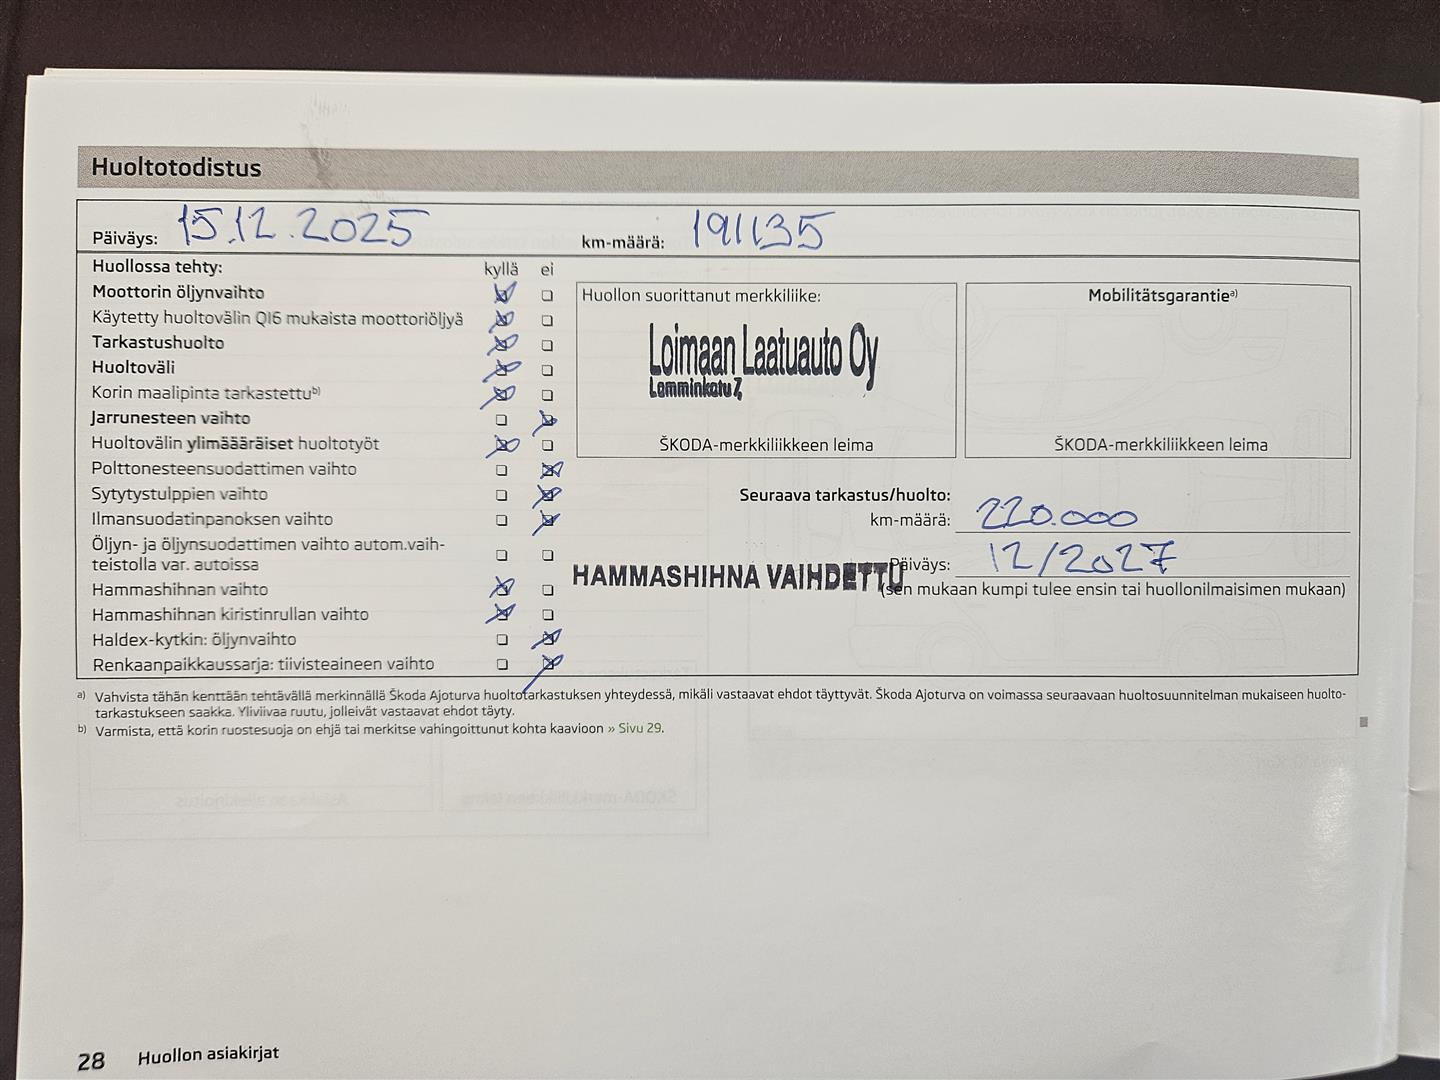 Huoltotodistus
Päiväys: 15.12.2025 km-määrä: 191135
Huollossa tehty: kyllä ei
Moottorin öljynvaihto
Käytetty huoltovälin QI6 mukaista moottoriöljyä
Tarkastushuolto
Huoltoväli
Korin maalipinta tarkastettu b)
Jarrunesteen vaihto
Huoltovälin ylimäääräiset huoltotyöt
Polttonesteensuodattimen vaihto
Sytytystulppien vaihto
Ilmansuodatinpanoksen vaihto
Öljyn- ja öljynsuodattimen vaihto autom.vaih-
teistolla var. autoissa
Hammashihnan vaihto
Hammashihnan kiristinrullan vaihto
Haldex-kytkin: öljynvaihto
Renkaanpaikkaussarja: tiivisteaineen vaihto
Huollon suorittanut merkkiliike:
Loimaan Laatuauto Oy
Lamminkatu 7,
ŠKODA-merkkiliikkeen leima
Mobilitätsgarantie a)
ŠKODA-merkkiliikkeen leima
Seuraava tarkastus/huolto:
km-määrä: 220.000
Päiväys: 12/2027
HAMMASHIHNA VAIHDETTU
(sen mukaan kumpi tulee ensin tai huollonilmaisimen mukaan)
a) Vahvista tähän kenttään tehtävällä merkinnällä Škoda Ajoturva huoltotarkastuksen yhteydessä, mikäli vastaavat ehdot täyttyvät. Škoda Ajoturva on voimassa seuraavaan huoltosuunnitelman mukaiseen huolto-
tarkastukseen saakka. Yliviivaa ruutu, jolleivät vastaavat ehdot täyty.
b) Varmista, että korin ruostesuoja on ehjä tai merkitse vahingoittunut kohta kaavioon » Sivu 29.
28 Huollon asiakirjat